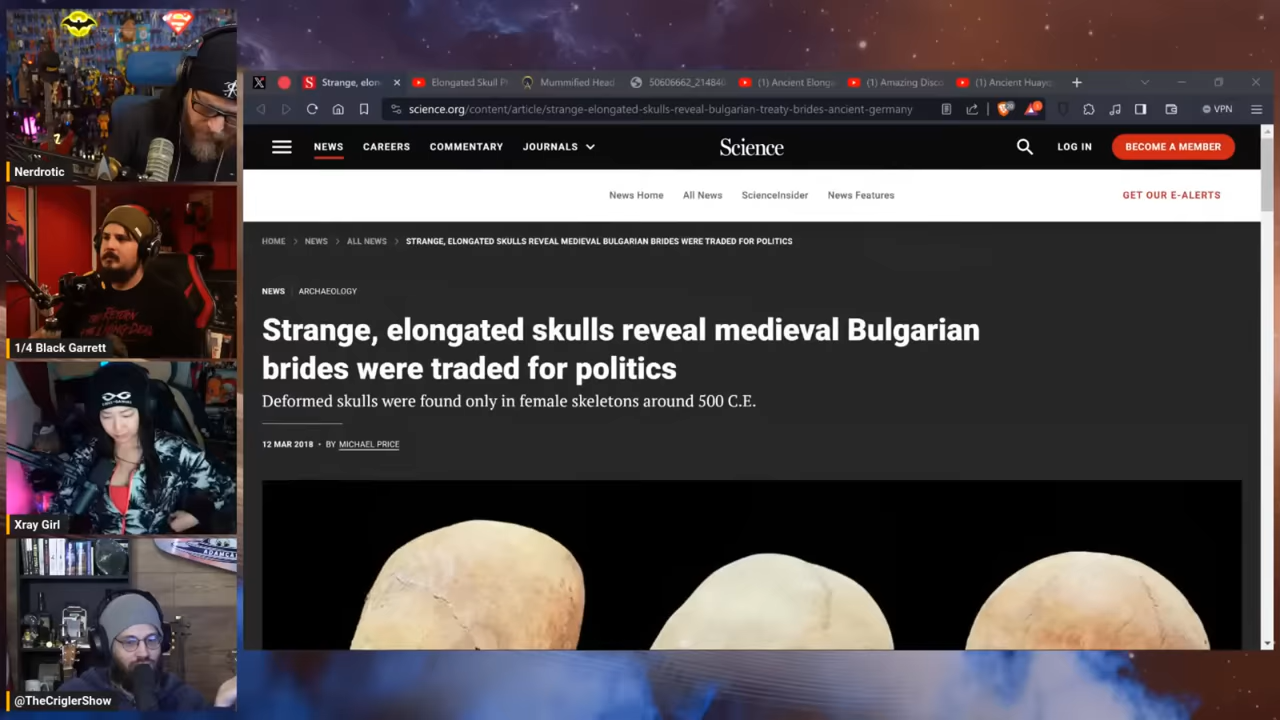 Nerdrotic
1/4 Black Garrett
Xray Girl
@TheCriglerShow
Strange, elon
Elongated Skull P
Mummified Head
50606662_214840
(1) Ancient Elong
(1) Amazing Disco
(1) Ancient Huay
science.org/content/article/strange-elongated-skulls-reveal-bulgarian-treaty-brides-ancient-germany
VPN
NEWS
CAREERS
COMMENTARY
JOURNALS
Science
LOG IN
BECOME A MEMBER
News Home
All News
ScienceInsider
News Features
GET OUR E-ALERTS
HOME > NEWS > ALL NEWS > STRANGE, ELONGATED SKULLS REVEAL MEDIEVAL BULGARIAN BRIDES WERE TRADED FOR POLITICS
NEWS | ARCHAEOLOGY
Strange, elongated skulls reveal medieval Bulgarian
brides were traded for politics
Deformed skulls were found only in female skeletons around 500 C.E.
12 MAR 2018 • BY MICHAEL PRICE